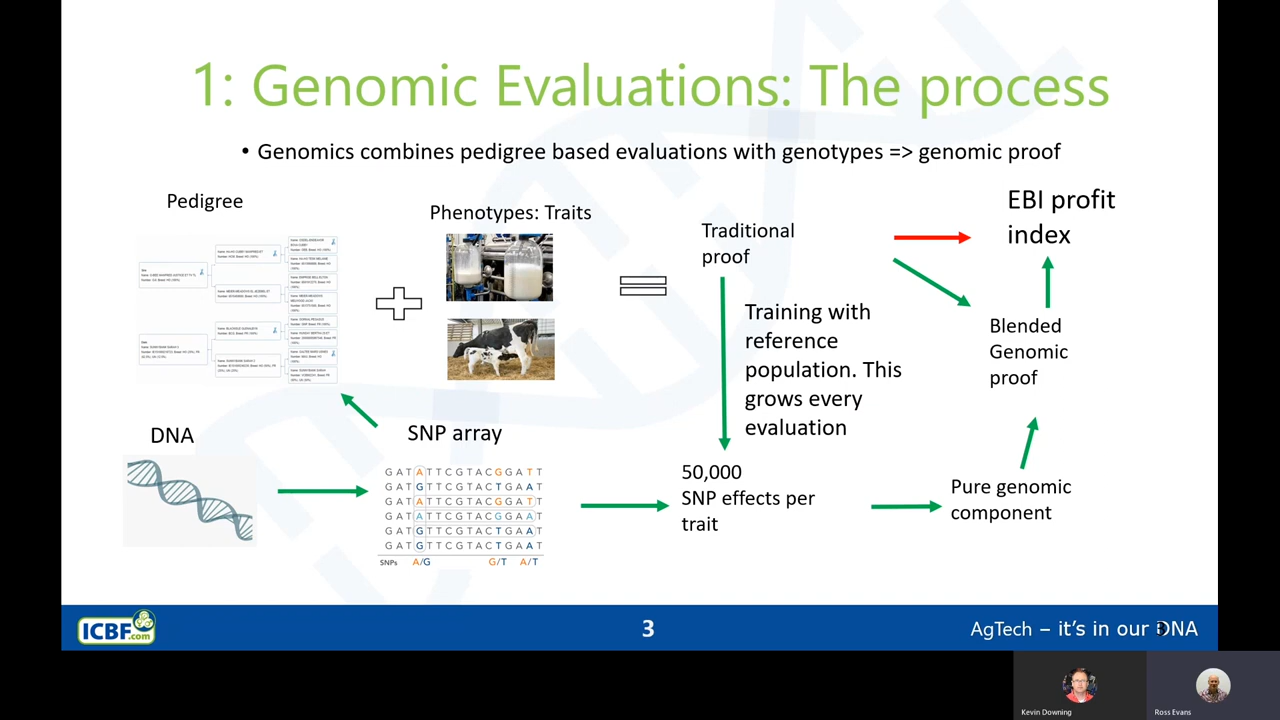 1: Genomic Evaluations: The process
• Genomics combines pedigree based evaluations with genotypes => genomic proof
Pedigree
Phenotypes: Traits
Traditional
proof
EBI profit
index
Training with
reference
population. This
grows every
evaluation
Blended
Genomic
proof
DNA
SNP array
GATATTCGTACGGATT
GATGTTCGTACTGAAT
GATATTCGTACGGATT
GATATTCGTACGGAAT
GATGTTCGTACTGAAT
GATGTTCGTACTGAAT
SNPs A/G G/T A/T
50,000
SNP effects per
trait
Pure genomic
component
ICBF.com
3
AgTech – it's in our DNA
Kevin Downing
Ross Evans